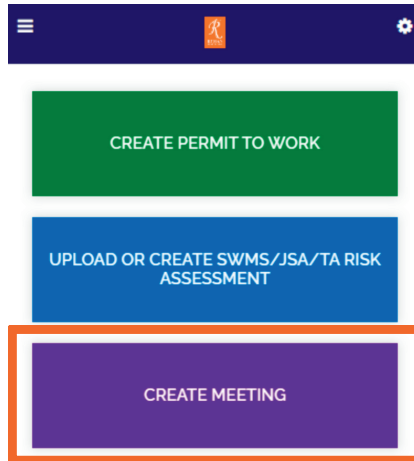 CREATE PERMIT TO WORK
UPLOAD OR CREATE SWMS/JSA/TA RISK
ASSESSMENT
CREATE MEETING